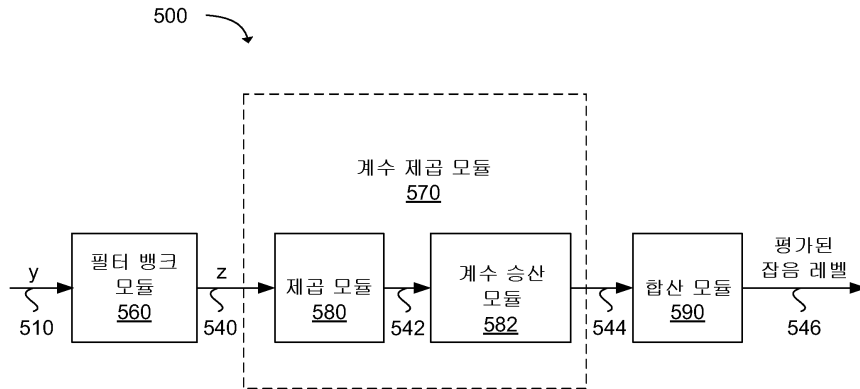 500
계수 제곱 모듈
570
y
510
필터 뱅크
모듈
560
z
540
제곱 모듈
580
542
계수 승산
모듈
582
544
합산 모듈
590
평가된
잡음 레벨
546